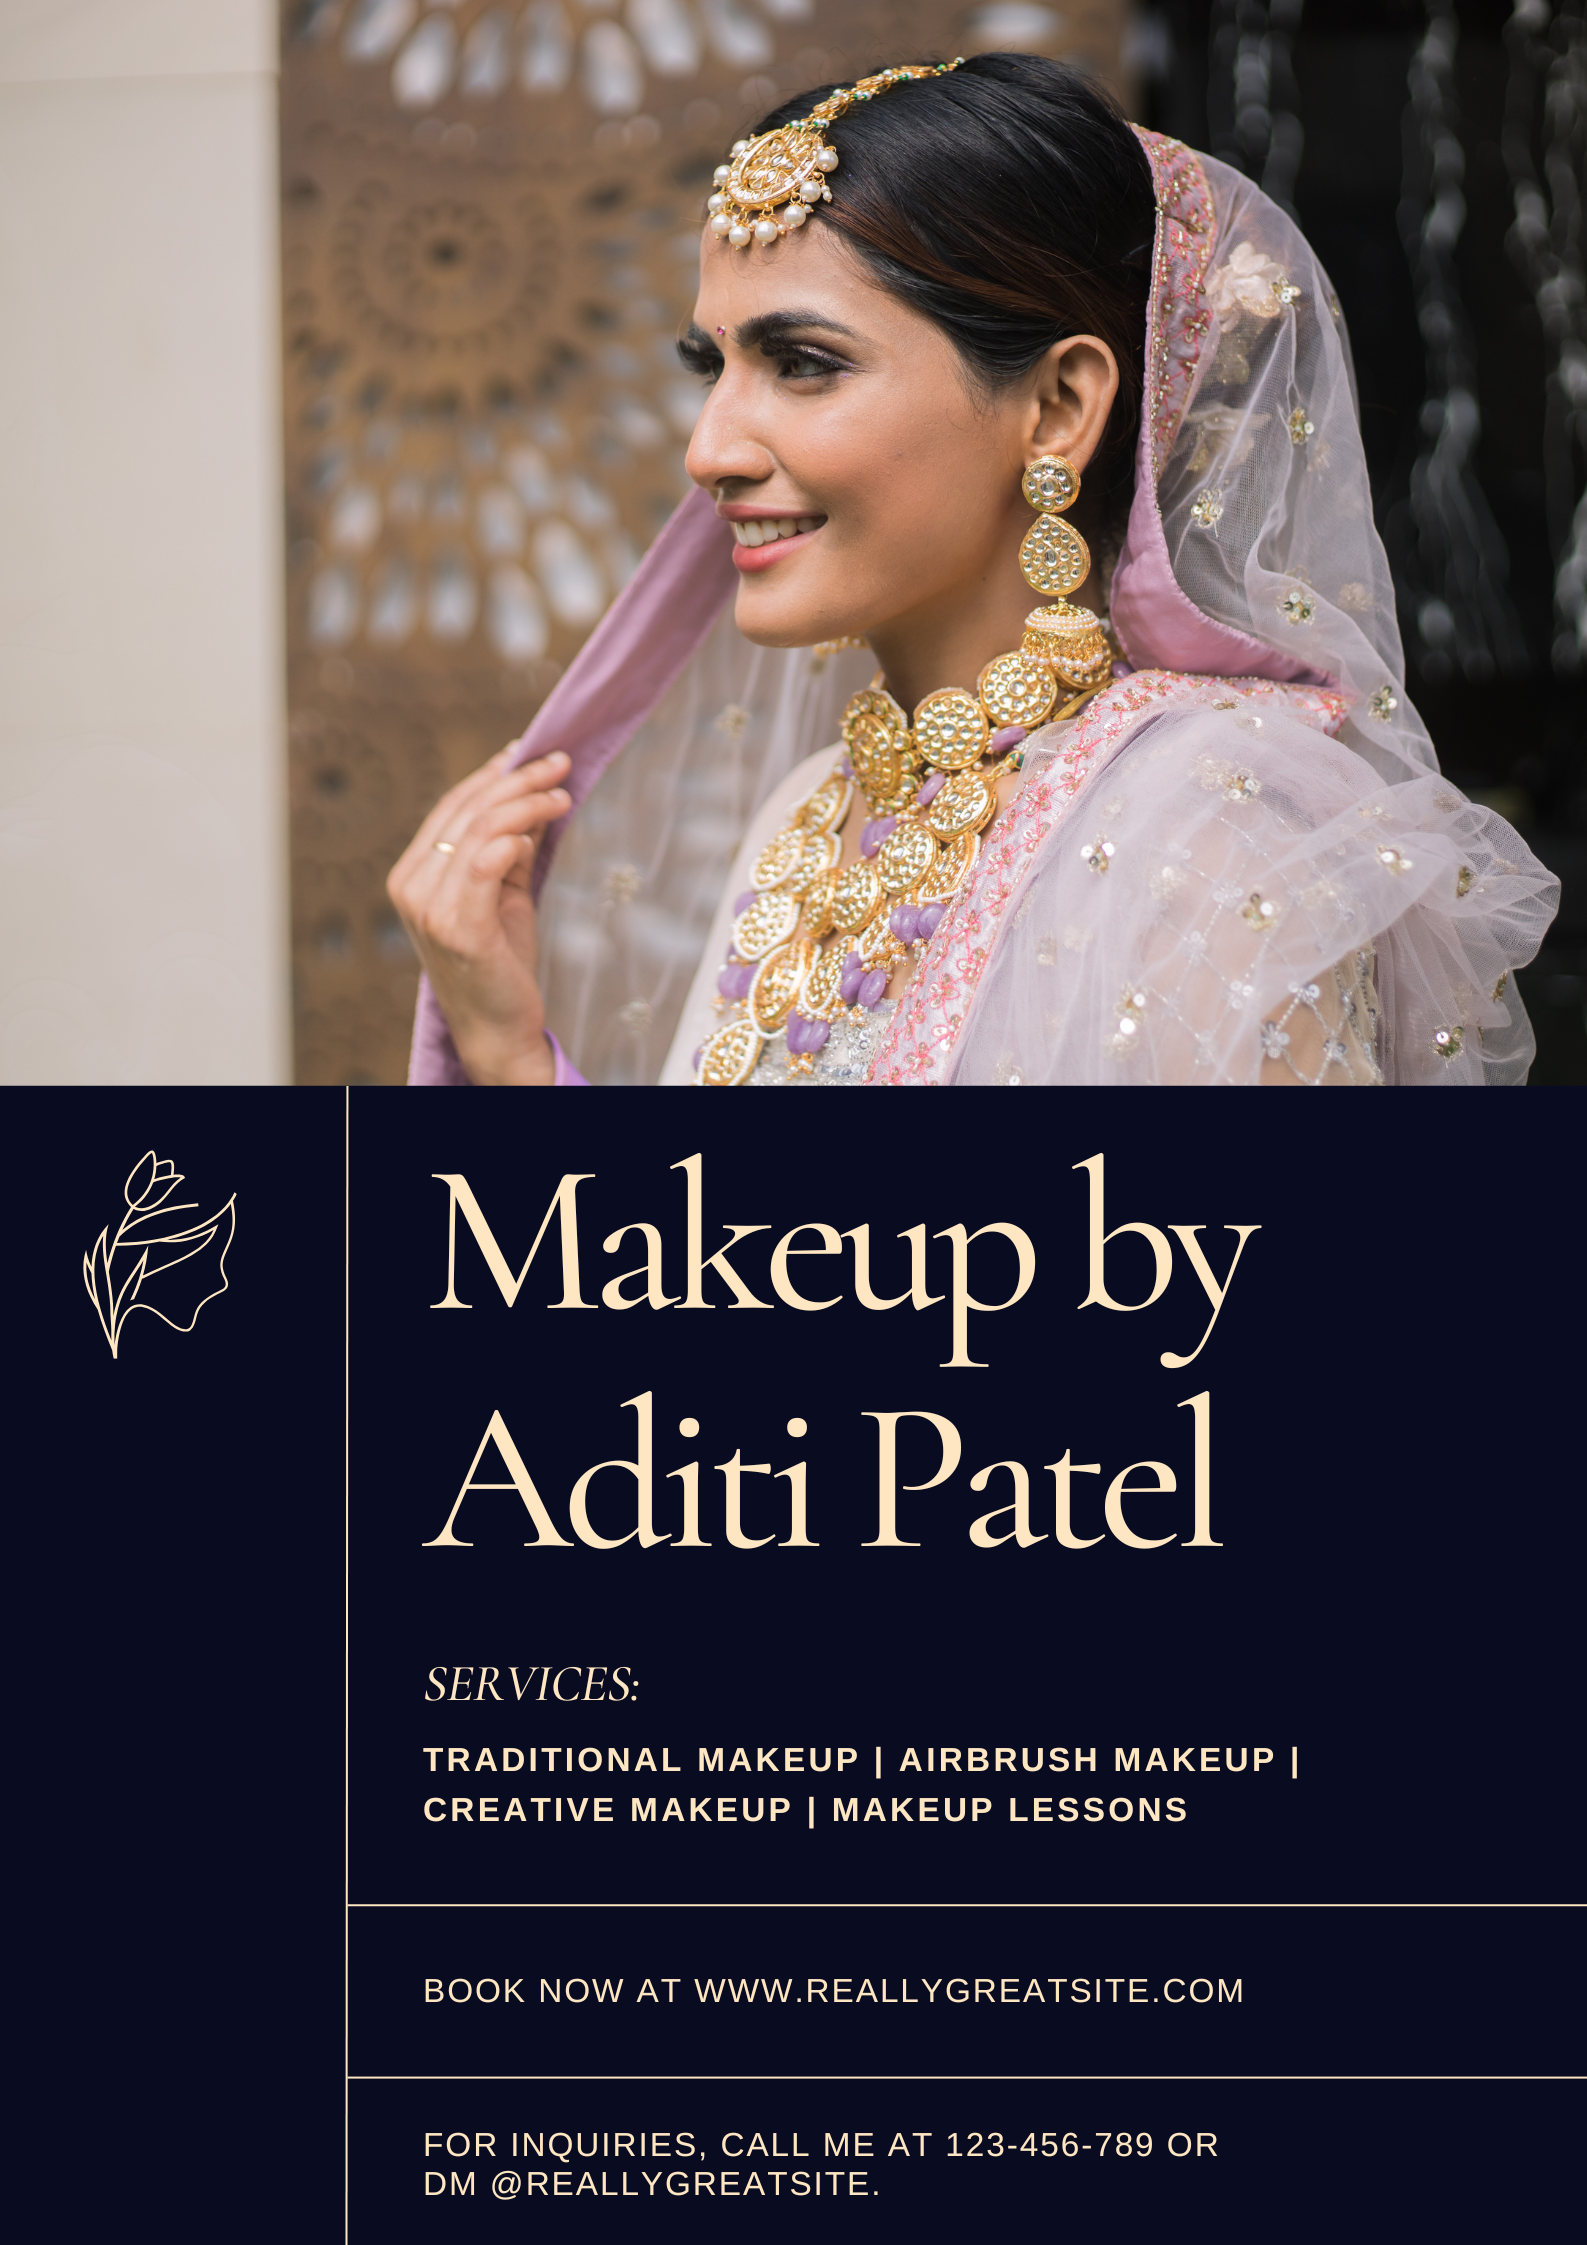 Makeup by
Aditi Patel
SERVICES:
TRADITIONAL MAKEUP | AIRBRUSH MAKEUP |
CREATIVE MAKEUP | MAKEUP LESSONS
BOOK NOW AT WWW.REALLYGREATSITE.COM
FOR INQUIRIES, CALL ME AT 123-456-789 OR
DM @REALLYGREATSITE.